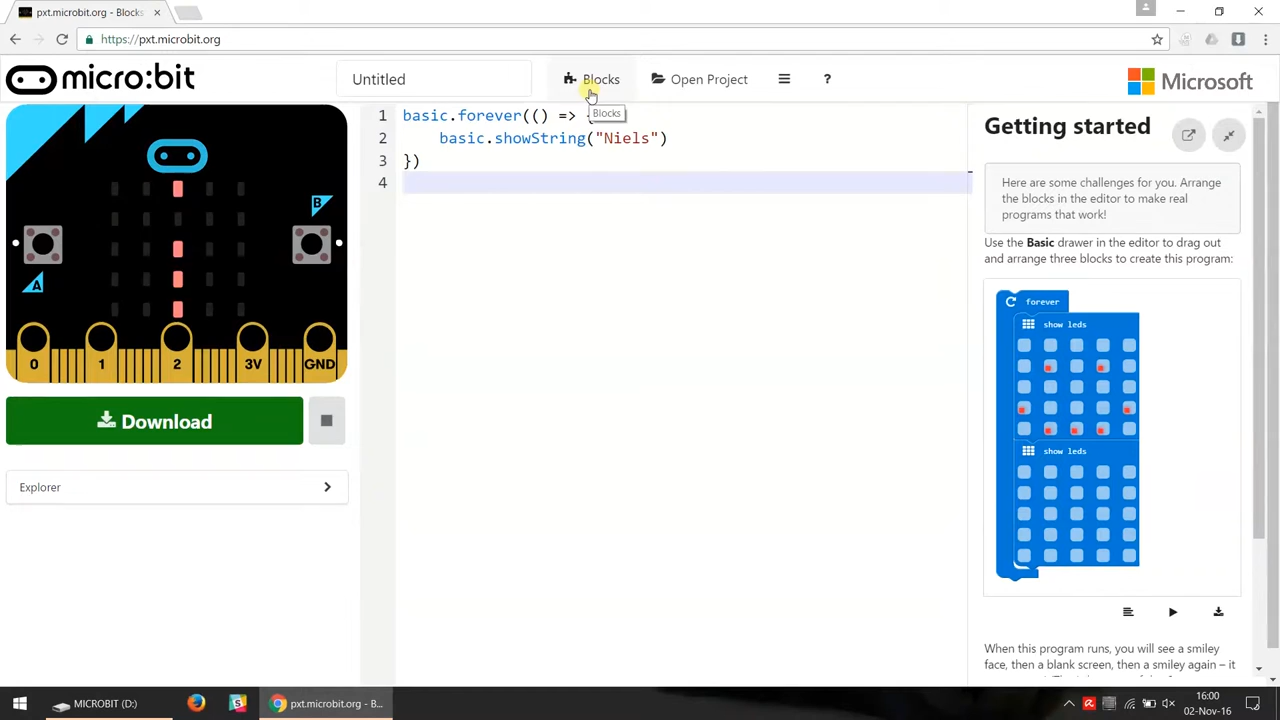 pxt.microbit.org - Blocks
https://pxt.microbit.org
micro:bit
Untitled
Blocks
Open Project
?
Microsoft
Blocks
1 basic.forever(() => {
2 basic.showString("Niels")
3 })
4
B
A
0 1 2 3V GND
Download
Explorer
Getting started
Here are some challenges for you. Arrange
the blocks in the editor to make real
programs that work!
Use the Basic drawer in the editor to drag out
and arrange three blocks to create this program:
forever
show leds
show leds
When this program runs, you will see a smiley
face, then a blank screen, then a smiley again – it
MICROBIT (D:)
pxt.microbit.org - B...
16:00
02-Nov-16